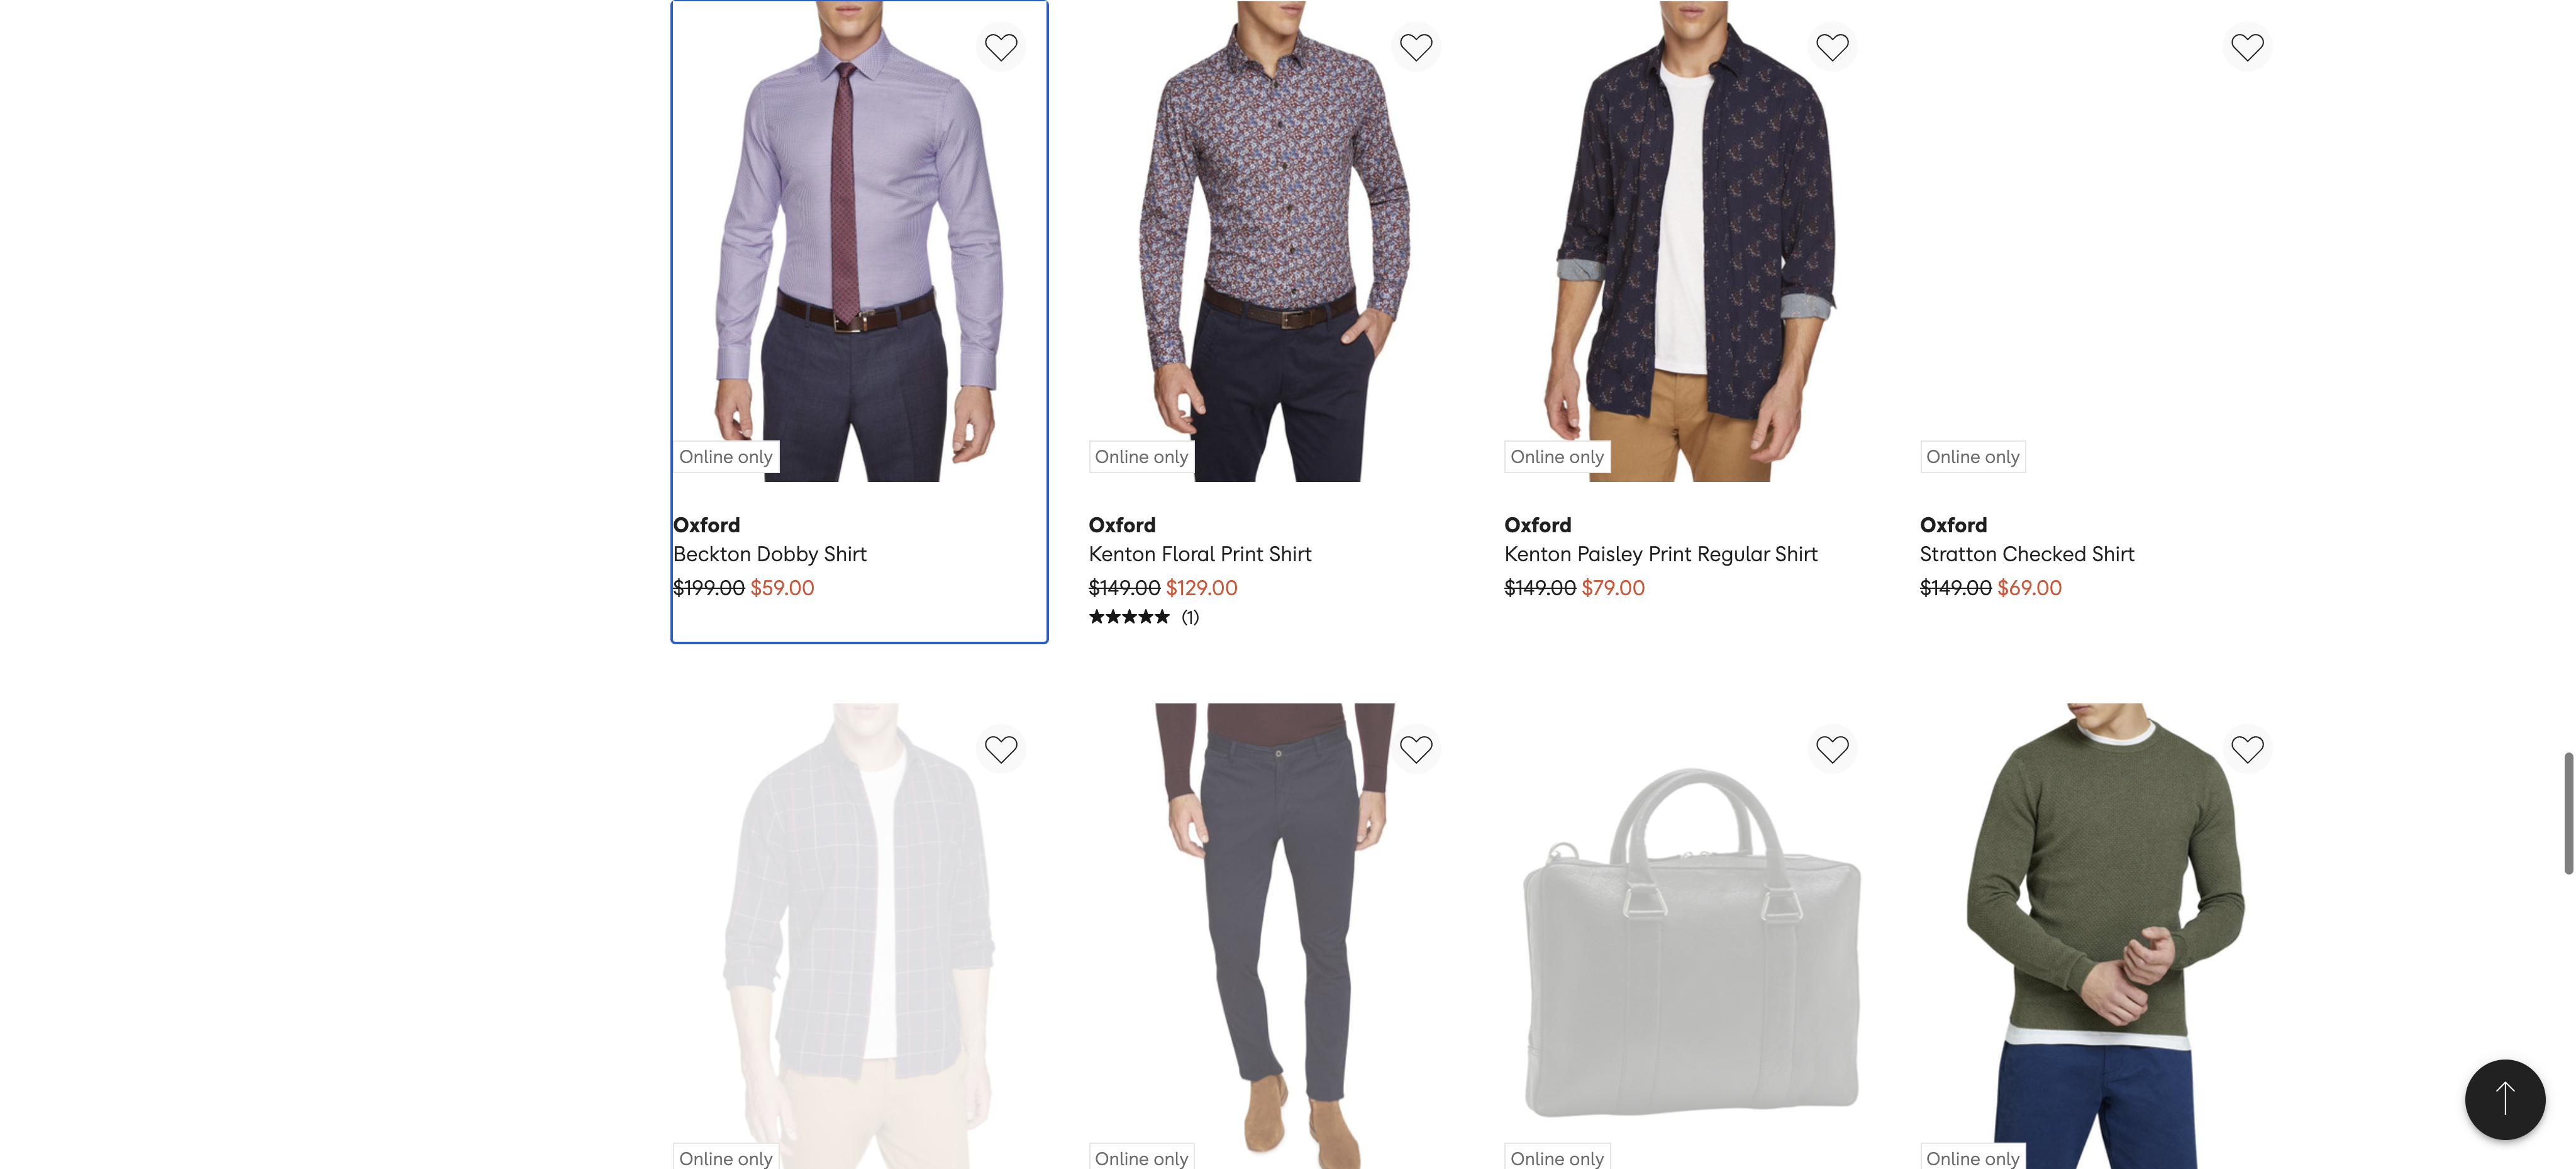 Online only
Online only
Online only
Online only
Oxford
Beckton Dobby Shirt
$199.00 $59.00
Oxford
Kenton Floral Print Shirt
$149.00 $129.00
(1)
Oxford
Kenton Paisley Print Regular Shirt
$149.00 $79.00
Oxford
Stratton Checked Shirt
$149.00 $69.00
Online only
Online only
Online only
Online only